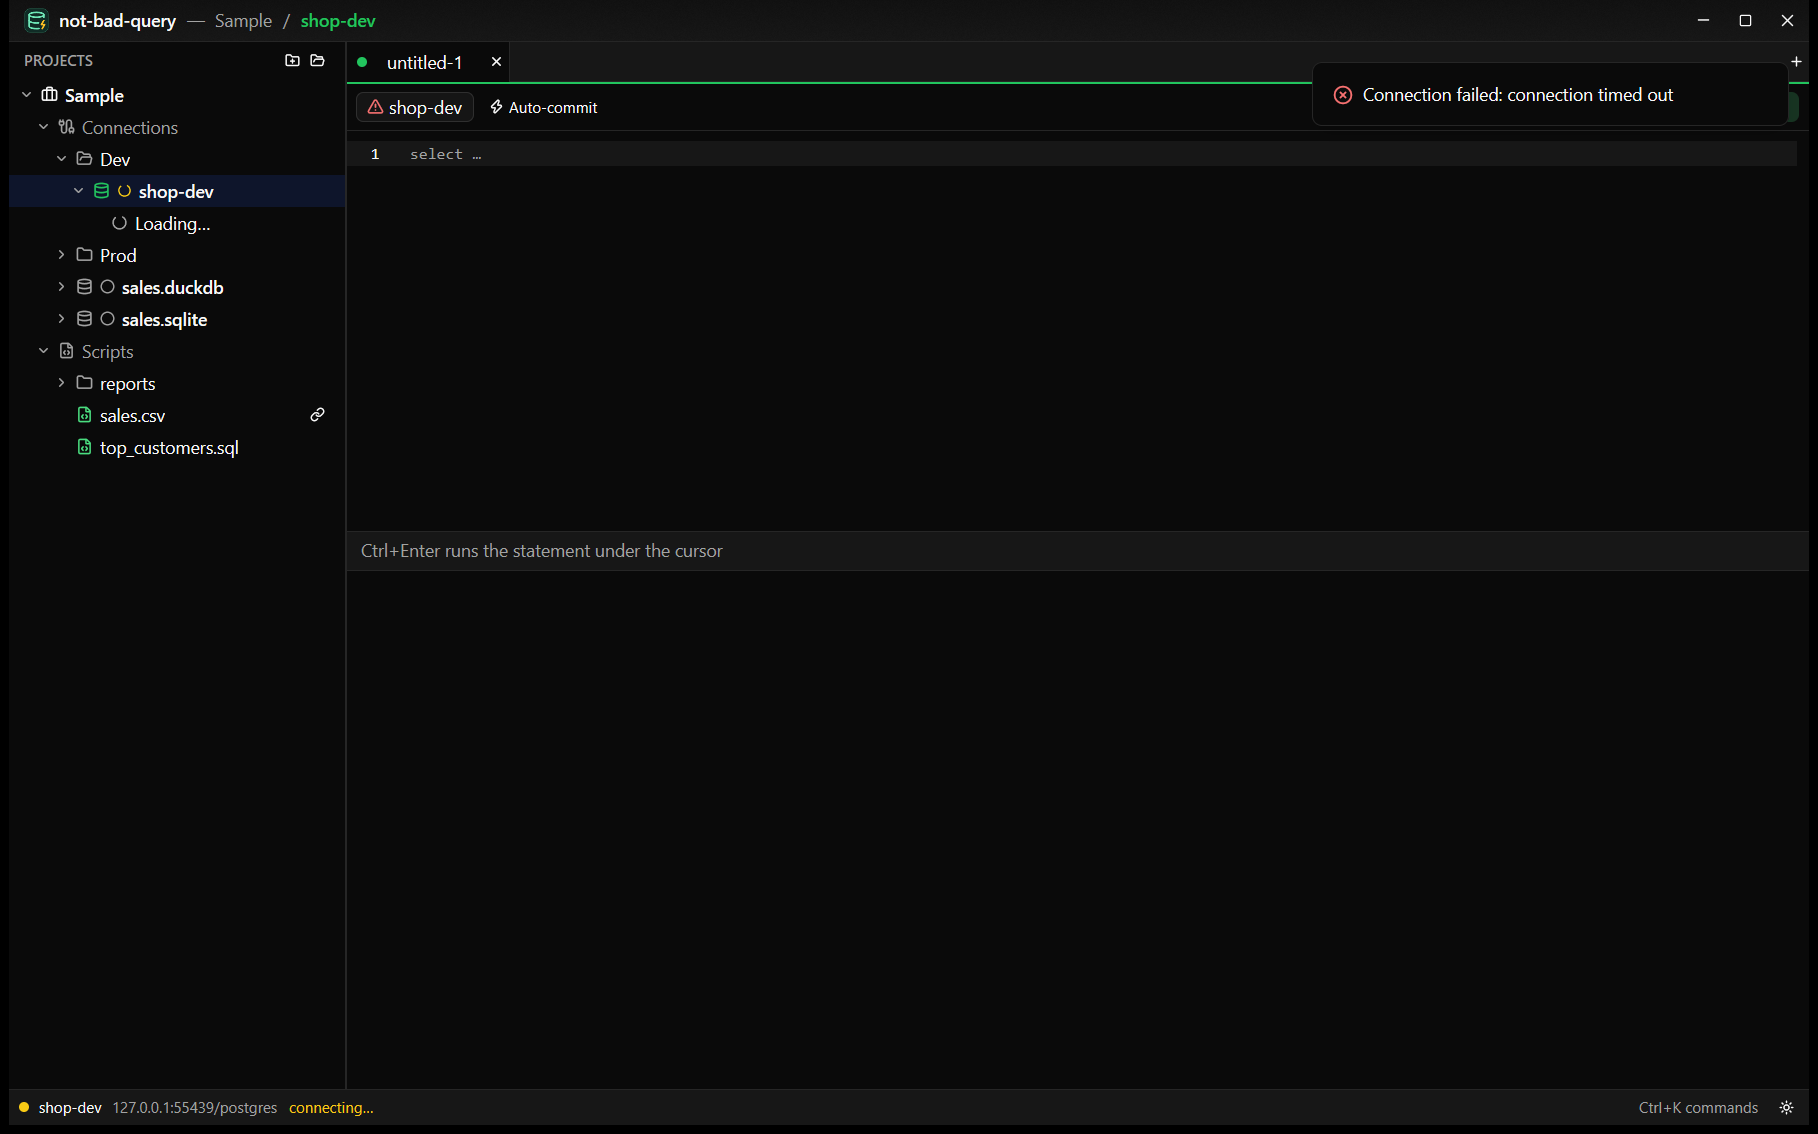 not-bad-query — Sample / shop-dev
PROJECTS
Sample
Connections
Dev
shop-dev
Loading...
Prod
sales.duckdb
sales.sqlite
Scripts
reports
sales.csv
top_customers.sql
untitled-1
shop-dev Auto-commit
Connection failed: connection timed out
1 select …
Ctrl+Enter runs the statement under the cursor
shop-dev 127.0.0.1:55439/postgres connecting...
Ctrl+K commands